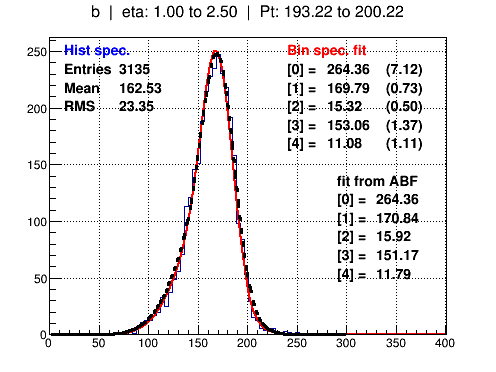 b | eta: 1.00 to 2.50 | Pt: 193.22 to 200.22
Hist spec.
Entries 3135
Mean 162.53
RMS 23.35
Bin spec. fit
[0] = 264.36 (7.12)
[1] = 169.79 (0.73)
[2] = 15.32 (0.50)
[3] = 153.06 (1.37)
[4] = 11.08 (1.11)
fit from ABF
[0] = 264.36
[1] = 170.84
[2] = 15.92
[3] = 151.17
[4] = 11.79
250
200
150
100
50
0
0 50 100 150 200 250 300 350 400